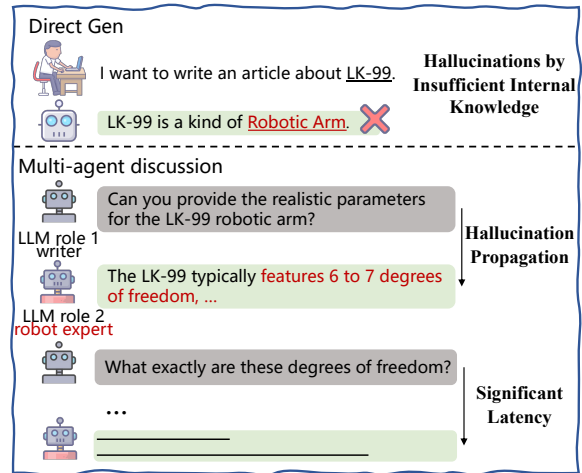 Direct Gen
I want to write an article about LK-99.
Hallucinations by
Insufficient Internal
Knowledge
LK-99 is a kind of Robotic Arm.
Multi-agent discussion
Can you provide the realistic parameters
for the LK-99 robotic arm?
LLM role 1
writer
Hallucination
Propagation
The LK-99 typically features 6 to 7 degrees
of freedom, ...
LLM role 2
robot expert
What exactly are these degrees of freedom?
...
Significant
Latency